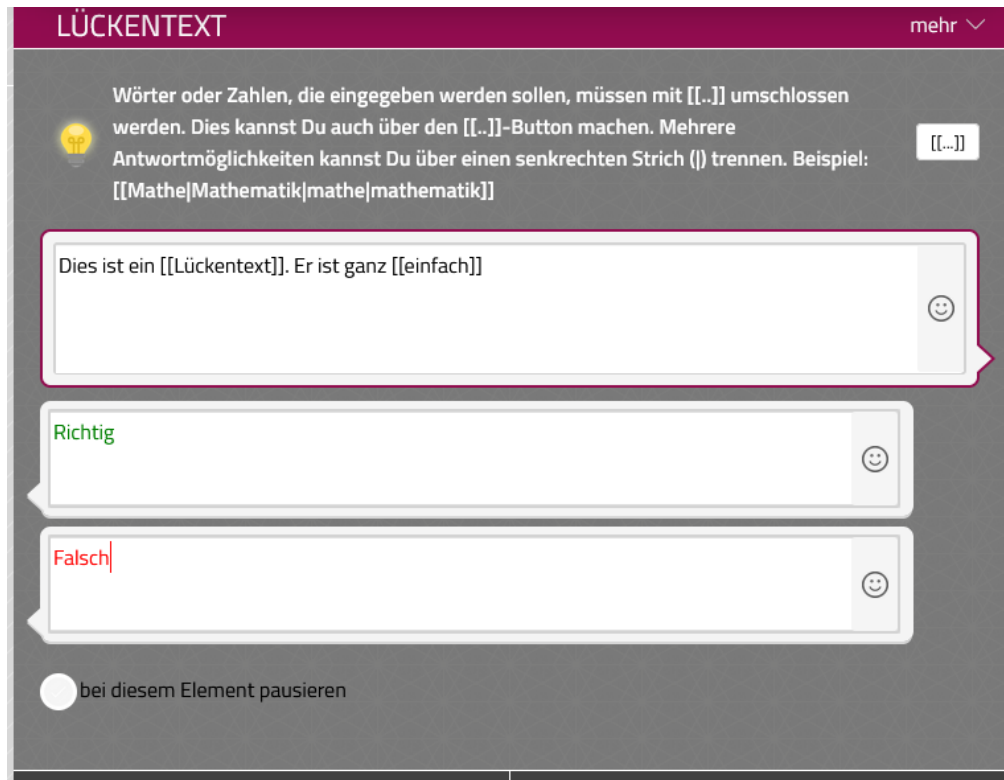 LÜCKENTEXT
mehr
Wörter oder Zahlen, die eingegeben werden sollen, müssen mit [[..]] umschlossen
werden. Dies kannst Du auch über den [[..]]-Button machen. Mehrere
Antwortmöglichkeiten kannst Du über einen senkrechten Strich (|) trennen. Beispiel:
[[Mathe|Mathematik|mathe|mathematik]]
[[...]]
Dies ist ein [[Lückentext]]. Er ist ganz [[einfach]]
Richtig
Falsch
bei diesem Element pausieren